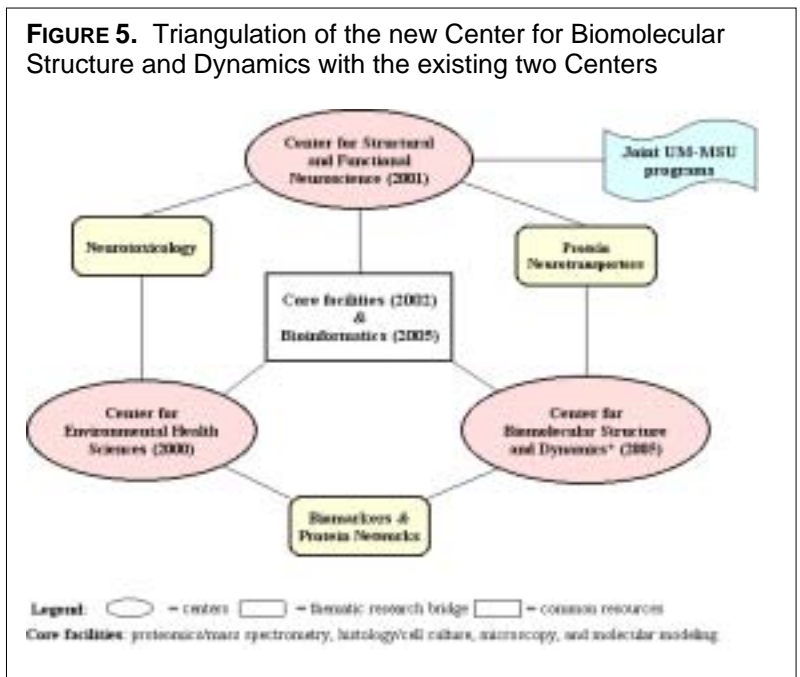 FIGURE 5. Triangulation of the new Center for Biomolecular
Structure and Dynamics with the existing two Centers
Center for Structural
and Functional
Neuroscience (2001)
Joint UM-MSU
programs
Neurotoxicology
Protein
Neurotransporters
Core facilities (2002)
&
Bioinformatics (2005)
Center for
Environmental Health
Sciences (2000)
Center for
Biomolecular Structure
and Dynamics* (2005)
Biomarkers &
Protein Networks
Legend: = centers = thematic research bridge = common resources
Core facilities: proteomics/mass spectrometry, histology/cell culture, microscopy, and molecular modeling